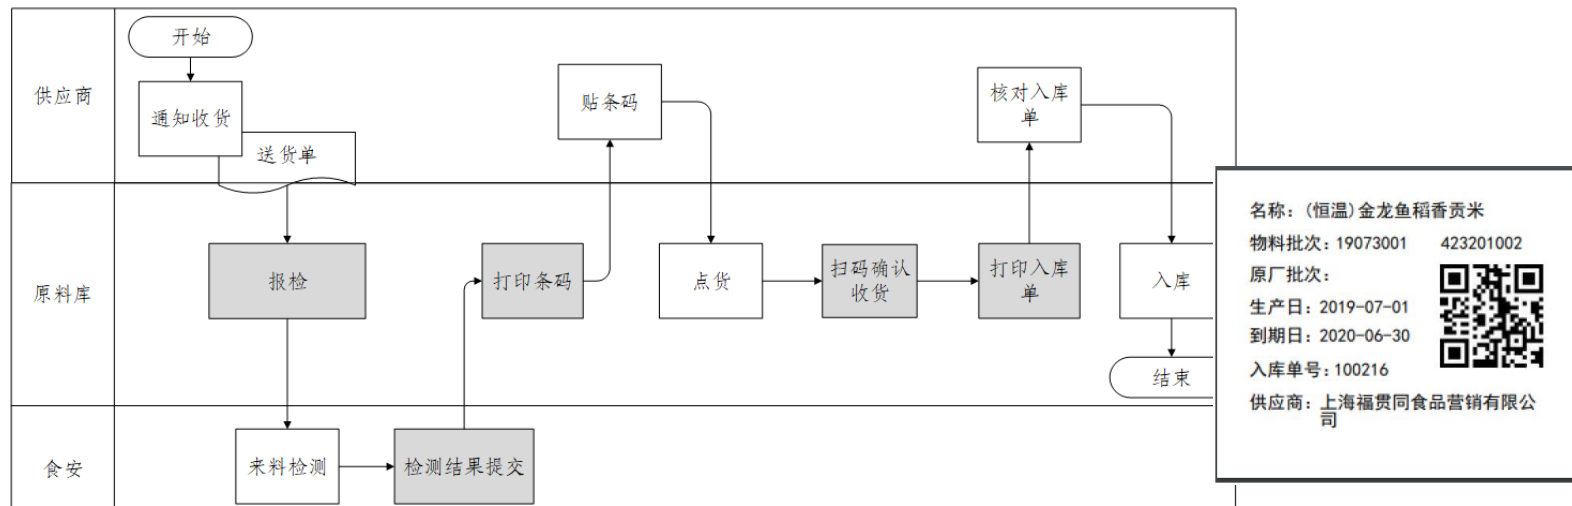 供应商
开始
通知收货
送货单
贴条码
核对入库
单
原料库
报检
打印条码
点货
扫码确认
收货
打印入库
单
入库
结束
食安
来料检测
检测结果提交
名称：(恒温)金龙鱼稻香贡米
物料批次：19073001 423201002
原厂批次：
生产日：2019-07-01
到期日：2020-06-30
入库单号：100216
供应商：上海福贯同食品营销有限公
司